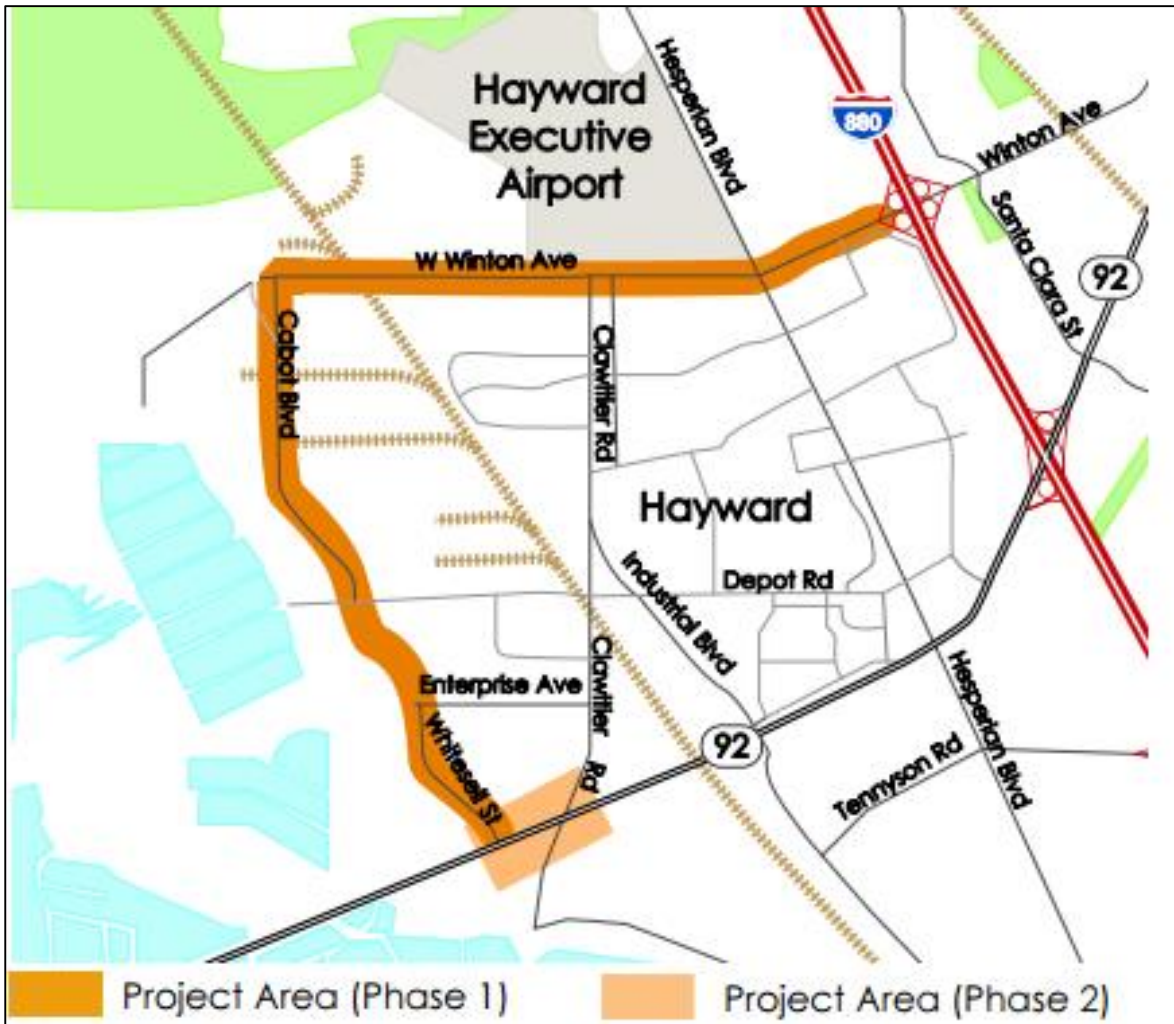 Hayward
Executive
Airport
Hesperian Blvd
880
Winton Ave
Santa Clara St
92
W Winton Ave
Cabot Blvd
Clawitier Rd
Hayward
Industrial Blvd
Depot Rd
Clawitier Rd
Enterprise Ave
Whitesell St
92
Hesperian Blvd
Tennyson Rd
Project Area (Phase 1)
Project Area (Phase 2)